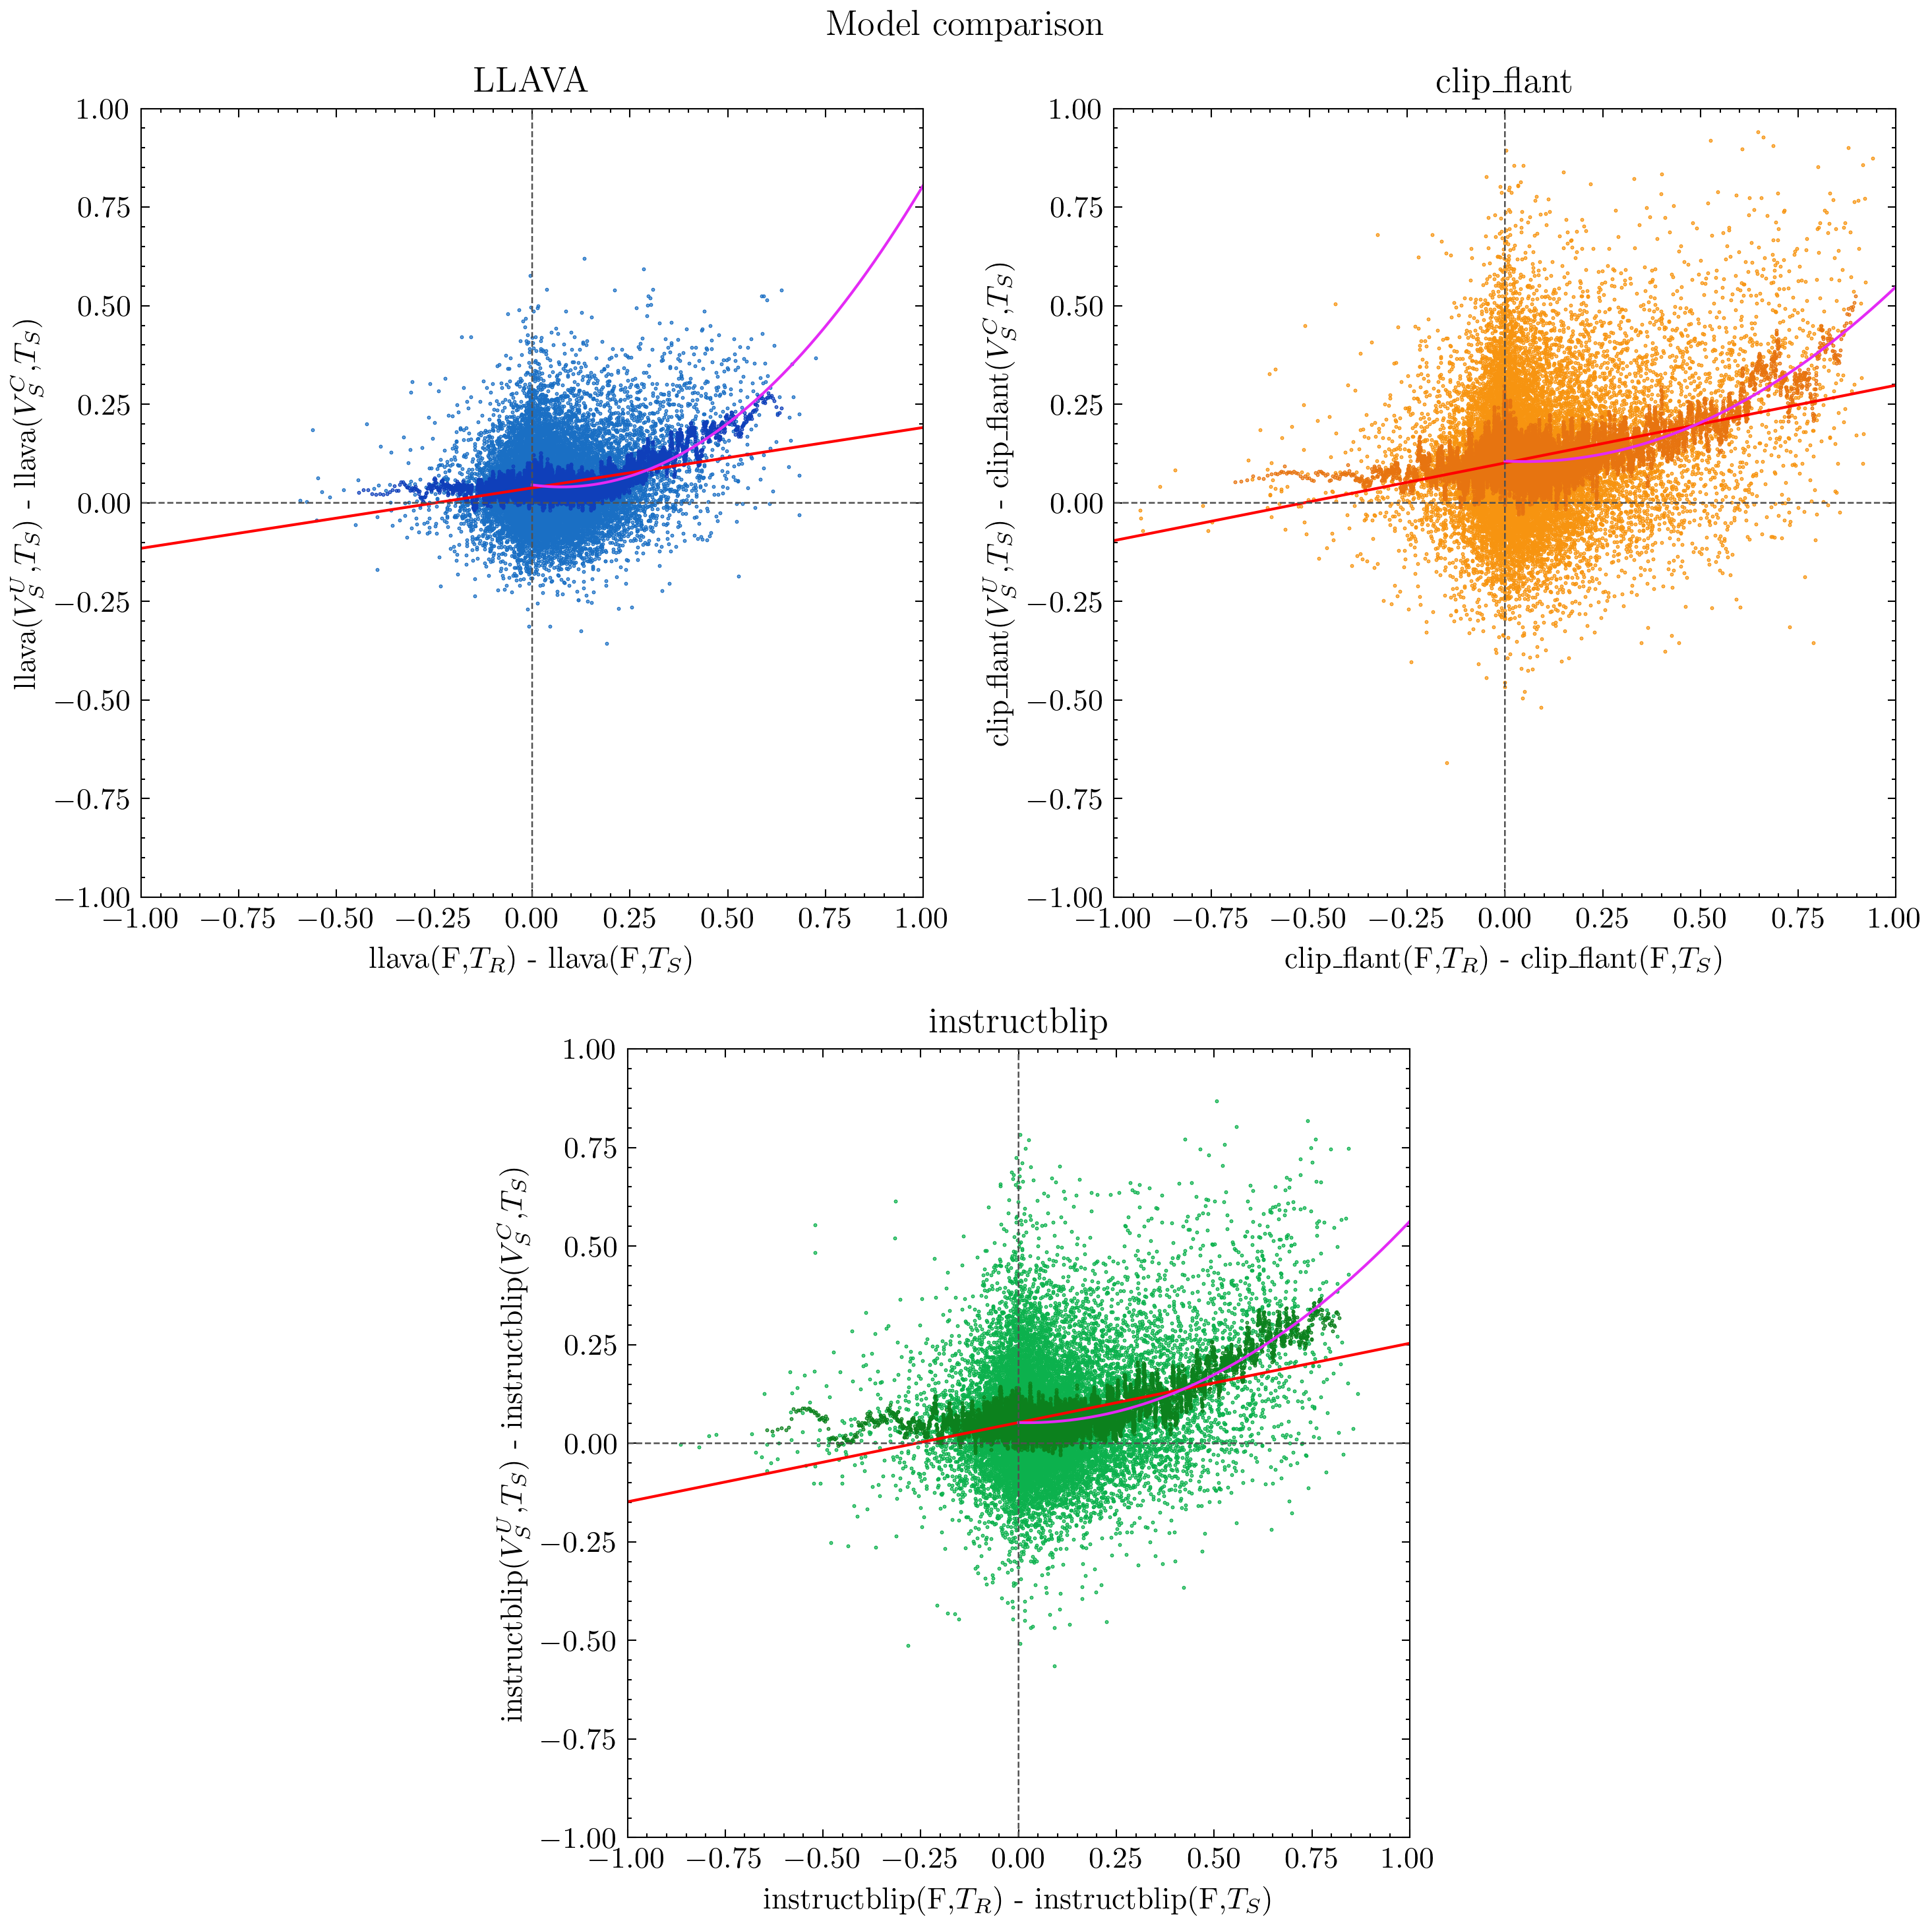 Model comparison
LLAVA
1.00
0.75
0.50
0.25
0.00
−0.25
−0.50
−0.75
−1.00
llava($V_S^U$,$T_S$) - llava($V_S^C$,$T_S$)
−1.00 −0.75 −0.50 −0.25 0.00 0.25 0.50 0.75 1.00
llava(F,$T_R$) - llava(F,$T_S$)
clip_flant
1.00
0.75
0.50
0.25
0.00
−0.25
−0.50
−0.75
−1.00
clip_flant($V_S^U$,$T_S$) - clip_flant($V_S^C$,$T_S$)
−1.00 −0.75 −0.50 −0.25 0.00 0.25 0.50 0.75 1.00
clip_flant(F,$T_R$) - clip_flant(F,$T_S$)
instructblip
1.00
0.75
0.50
0.25
0.00
−0.25
−0.50
−0.75
−1.00
instructblip($V_S^U$,$T_S$) - instructblip($V_S^C$,$T_S$)
−1.00 −0.75 −0.50 −0.25 0.00 0.25 0.50 0.75 1.00
instructblip(F,$T_R$) - instructblip(F,$T_S$)